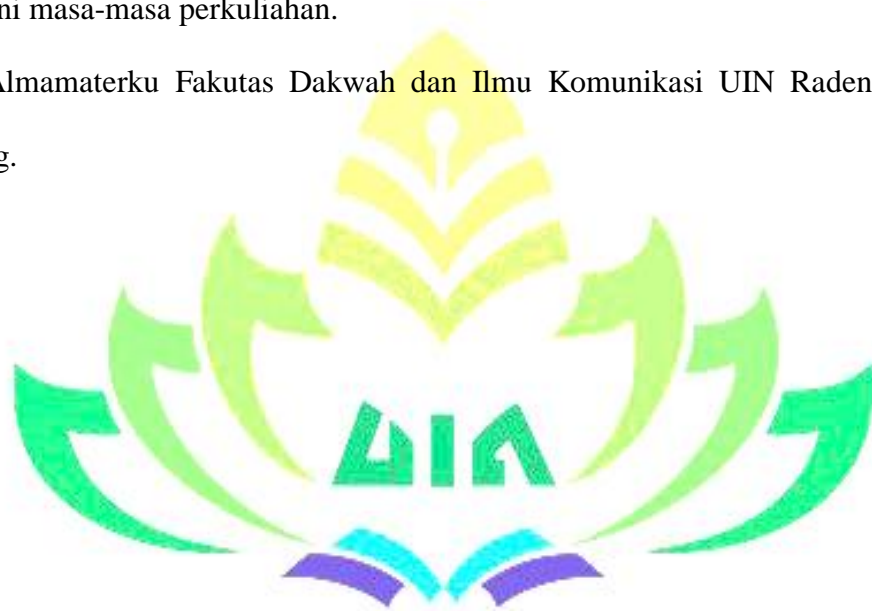 ni masa-masa perkuliahan.
Almamaterku Fakutas Dakwah dan Ilmu Komunikasi UIN Raden
g.
UIN